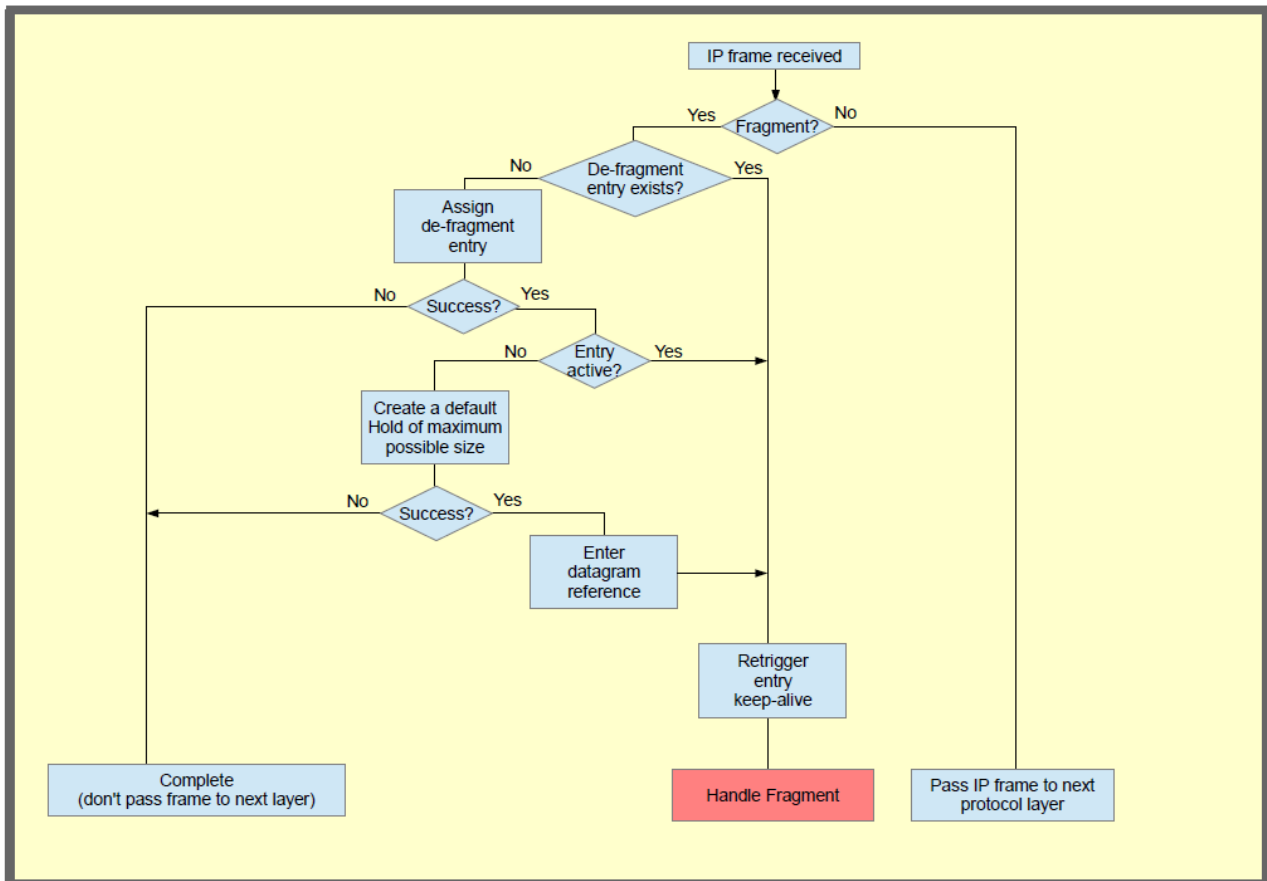 IP frame received
Yes
Fragment?
No
No
De-fragment
entry exists?
Yes
Assign
de-fragment
entry
No
Success?
Yes
No
Entry
active?
Yes
Create a default
Hold of maximum
possible size
No
Success?
Yes
Enter
datagram
reference
Retrigger
entry
keep-alive
Complete
(don't pass frame to next layer)
Handle Fragment
Pass IP frame to next
protocol layer